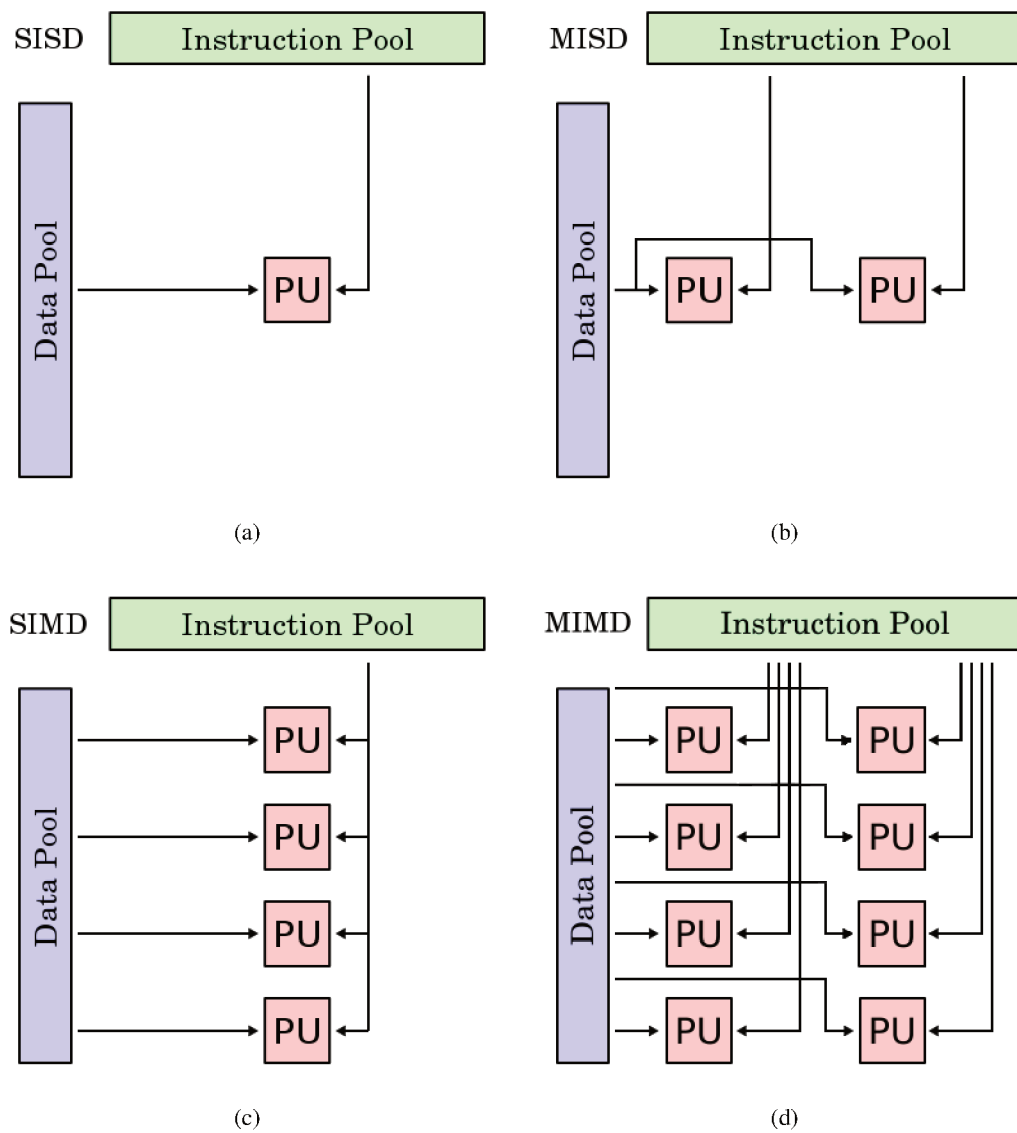 SISD Instruction Pool
Data Pool
PU
(a)
MISD Instruction Pool
Data Pool
PU PU
(b)
SIMD Instruction Pool
Data Pool
PU
PU
PU
PU
(c)
MIMD Instruction Pool
Data Pool
PU PU
PU PU
PU PU
PU PU
(d)